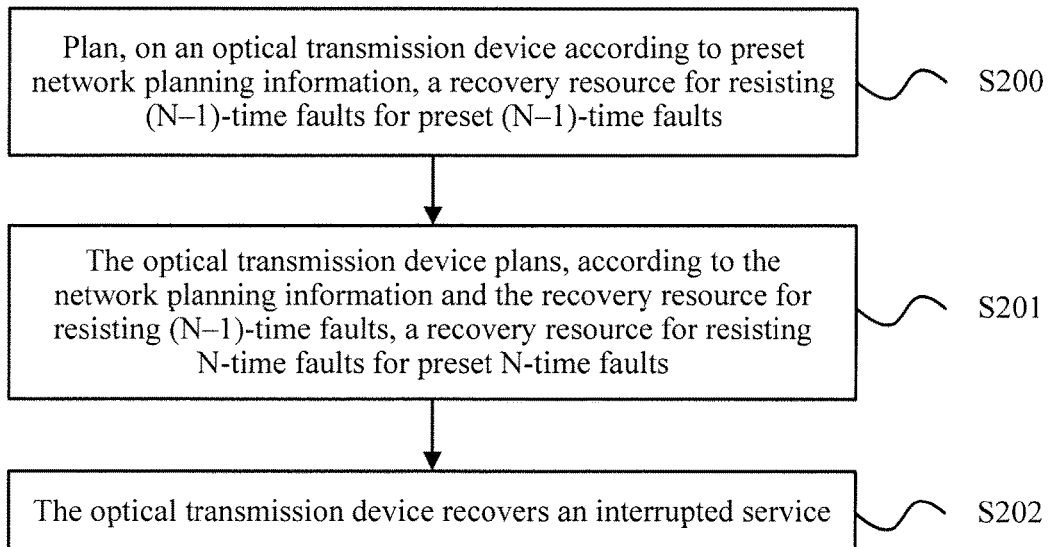 Plan, on an optical transmission device according to preset
network planning information, a recovery resource for resisting
(N–1)-time faults for preset (N–1)-time faults
S200
The optical transmission device plans, according to the
network planning information and the recovery resource for
resisting (N–1)-time faults, a recovery resource for resisting
N-time faults for preset N-time faults
S201
The optical transmission device recovers an interrupted service
S202